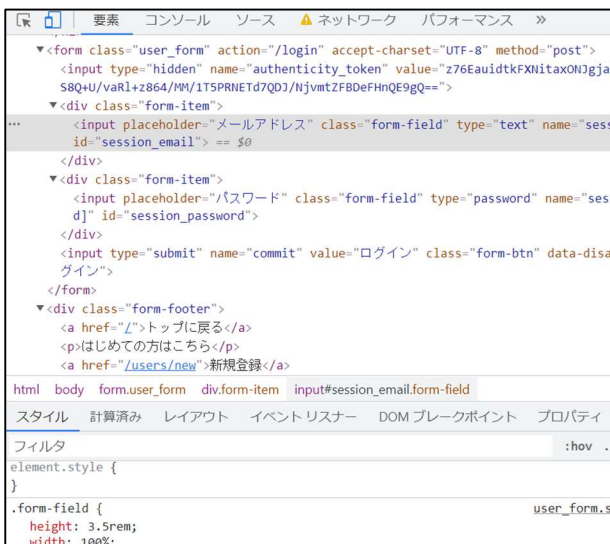 要素 コンソール ソース ネットワーク パフォーマンス »
▼<form class="user_form" action="/login" accept-charset="UTF-8" method="post">
<input type="hidden" name="authenticity_token" value="z76EauidtkFXNitaxONJgja
S8Q+U/vaRl+z864/MM/1T5PRNETd7QDJ/NjvmtZFBDeFHnQE9gQ==">
▼<div class="form-item">
… <input placeholder="メールアドレス" class="form-field" type="text" name="sess
id="session_email"> == $0
</div>
▼<div class="form-item">
<input placeholder="パスワード" class="form-field" type="password" name="ses
d]" id="session_password">
</div>
<input type="submit" name="commit" value="ログイン" class="form-btn" data-disa
グイン">
</form>
▼<div class="form-footer">
<a href="/">トップに戻る</a>
<p>はじめての方はこちら</p>
<a href="/users/new">新規登録</a>
html body form.user_form div.form-item input#session_email.form-field
スタイル 計算済み レイアウト イベント リスナー DOM ブレークポイント プロパティ
フィルタ :hov .
element.style {
}
.form-field { user_form.s
height: 3.5rem;
width: 100%;